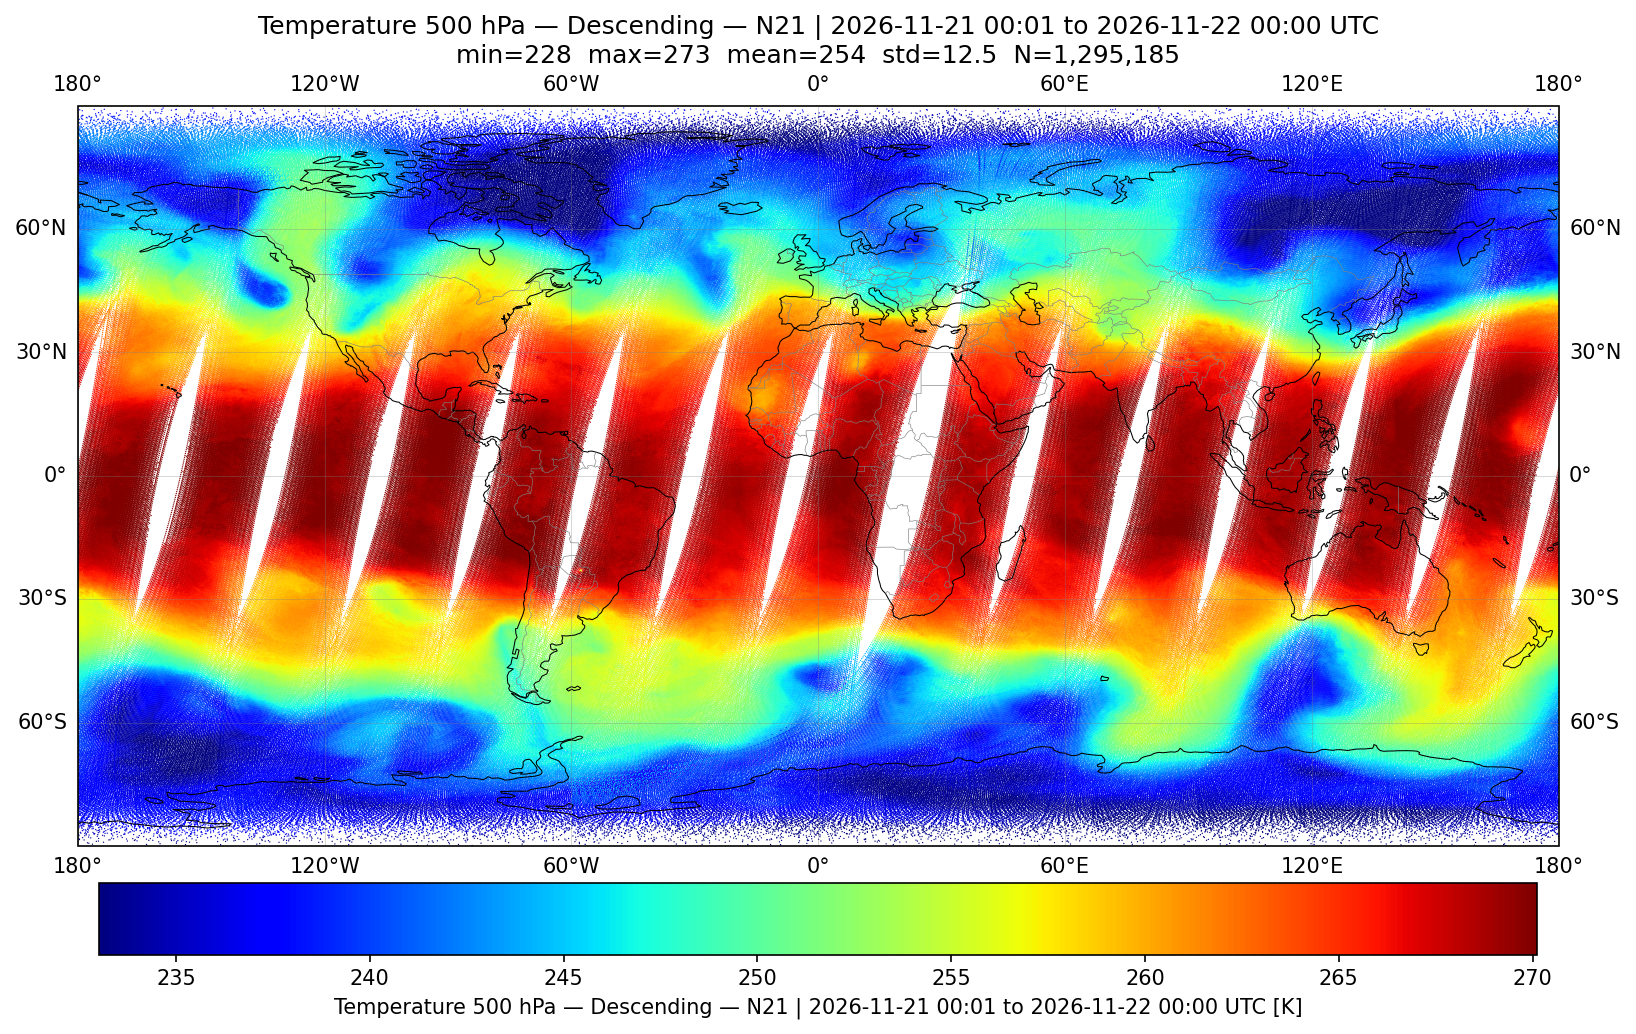 Temperature 500 hPa — Descending — N21 | 2026-11-21 00:01 to 2026-11-22 00:00 UTC
min=228  max=273  mean=254  std=12.5  N=1,295,185
180° 120°W 60°W 0° 60°E 120°E 180°
60°N 60°N
30°N 30°N
0° 0°
30°S 30°S
60°S 60°S
180° 120°W 60°W 0° 60°E 120°E 180°
235 240 245 250 255 260 265 270
Temperature 500 hPa — Descending — N21 | 2026-11-21 00:01 to 2026-11-22 00:00 UTC [K]